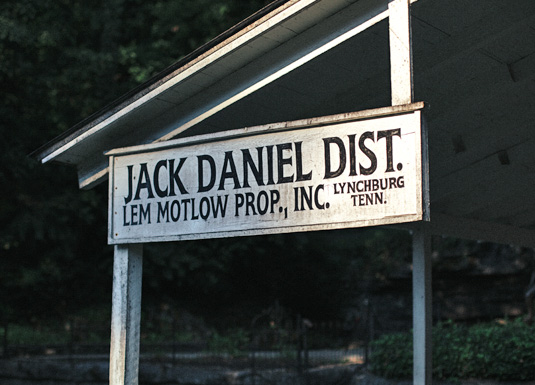 JACK DANIEL DIST.
LEM MOTLOW PROP., INC. LYNCHBURG
TENN.